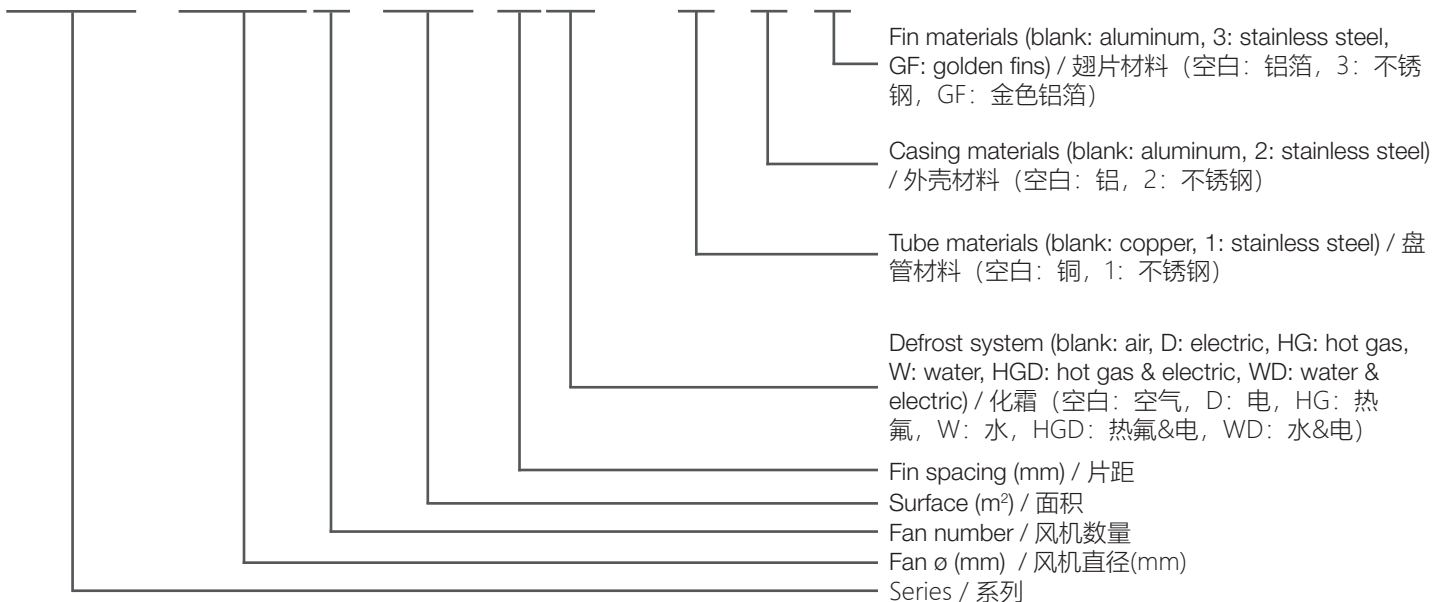 Fin materials (blank: aluminum, 3: stainless steel,
GF: golden fins) / 翅片材料（空白：铝箔，3：不锈
钢，GF：金色铝箔）
Casing materials (blank: aluminum, 2: stainless steel)
/ 外壳材料（空白：铝，2：不锈钢）
Tube materials (blank: copper, 1: stainless steel) / 盘
管材料（空白：铜，1：不锈钢）
Defrost system (blank: air, D: electric, HG: hot gas,
W: water, HGD: hot gas & electric, WD: water &
electric) / 化霜（空白：空气，D：电，HG：热
氟，W：水，HGD：热氟&电，WD：水&电）
Fin spacing (mm) / 片距
Surface (m²) / 面积
Fan number / 风机数量
Fan ø (mm) / 风机直径(mm)
Series / 系列